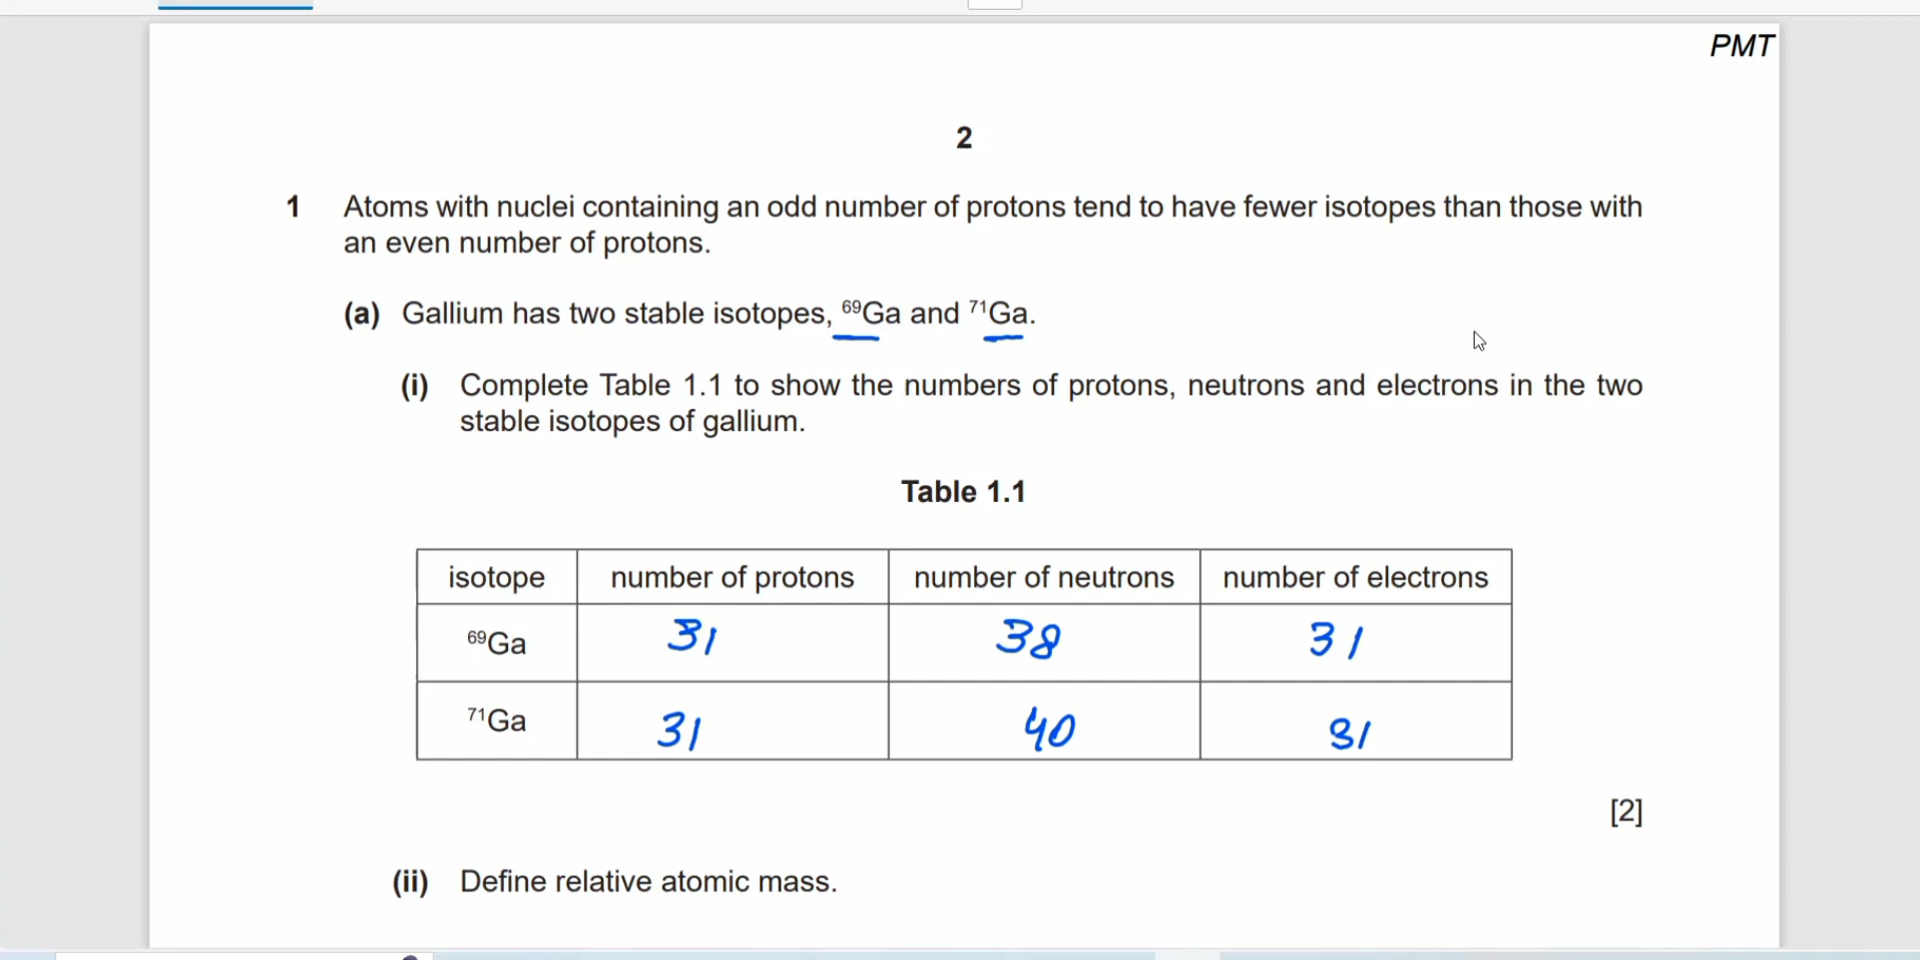 PMT
2
1 Atoms with nuclei containing an odd number of protons tend to have fewer isotopes than those with
an even number of protons.
(a) Gallium has two stable isotopes, ⁶⁹Ga and ⁷¹Ga.
(i) Complete Table 1.1 to show the numbers of protons, neutrons and electrons in the two
stable isotopes of gallium.
Table 1.1
isotope number of protons number of neutrons number of electrons
⁶⁹Ga 31 38 31
⁷¹Ga 31 40 31
[2]
(ii) Define relative atomic mass.